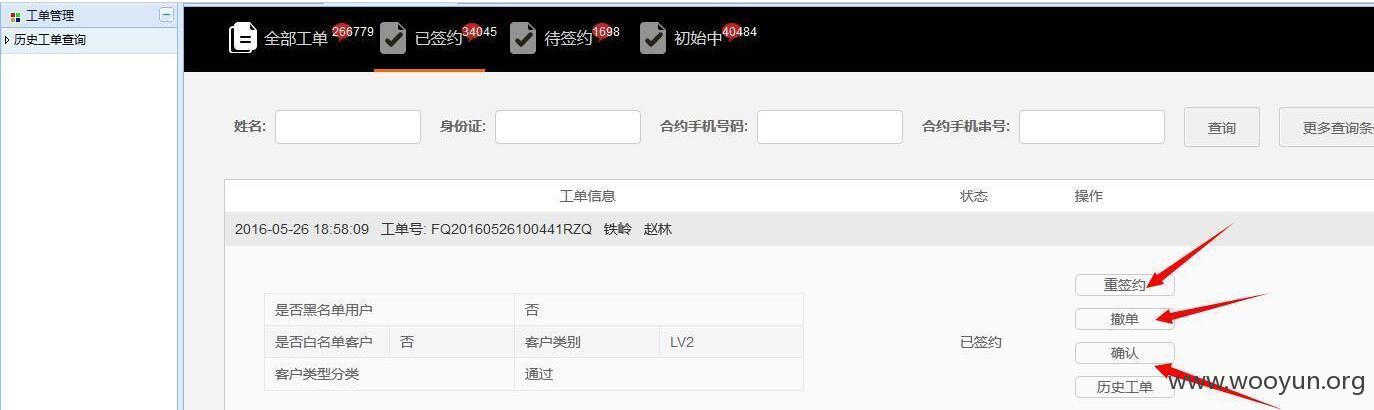 工单管理
历史工单查询
全部工单 266779 已签约 34045 待签约 1698 初始中 40484
姓名: 身份证: 合约手机号码: 合约手机串号: 查询 更多查询条
工单信息 状态 操作
2016-05-26 18:58:09 工单号: FQ20160526100441RZQ 铁岭 赵林
重签约
是否黑名单用户 否
撤单
是否白名单客户 否 客户类别 LV2 已签约
确认
客户类型分类 通过
历史工单
www.wooyun.org